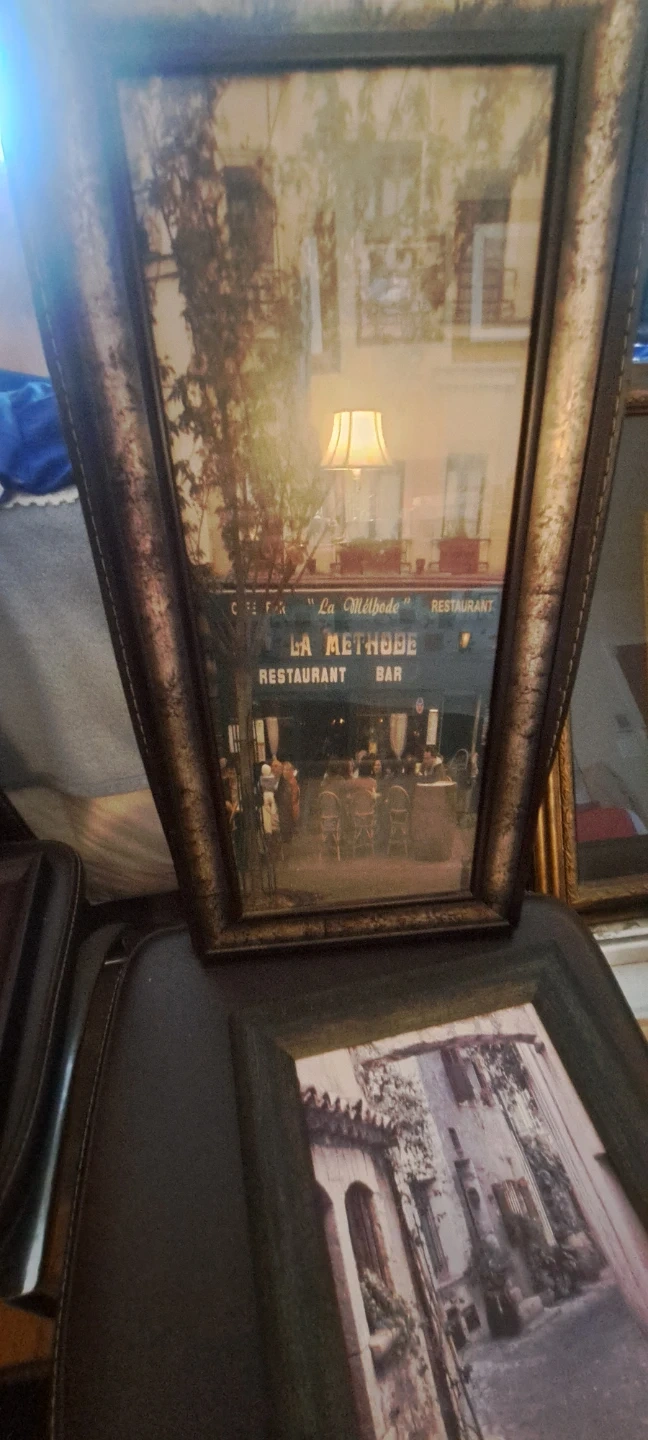 CAFE BAR "La Méthode" RESTAURANT
LA METHODE
RESTAURANT BAR